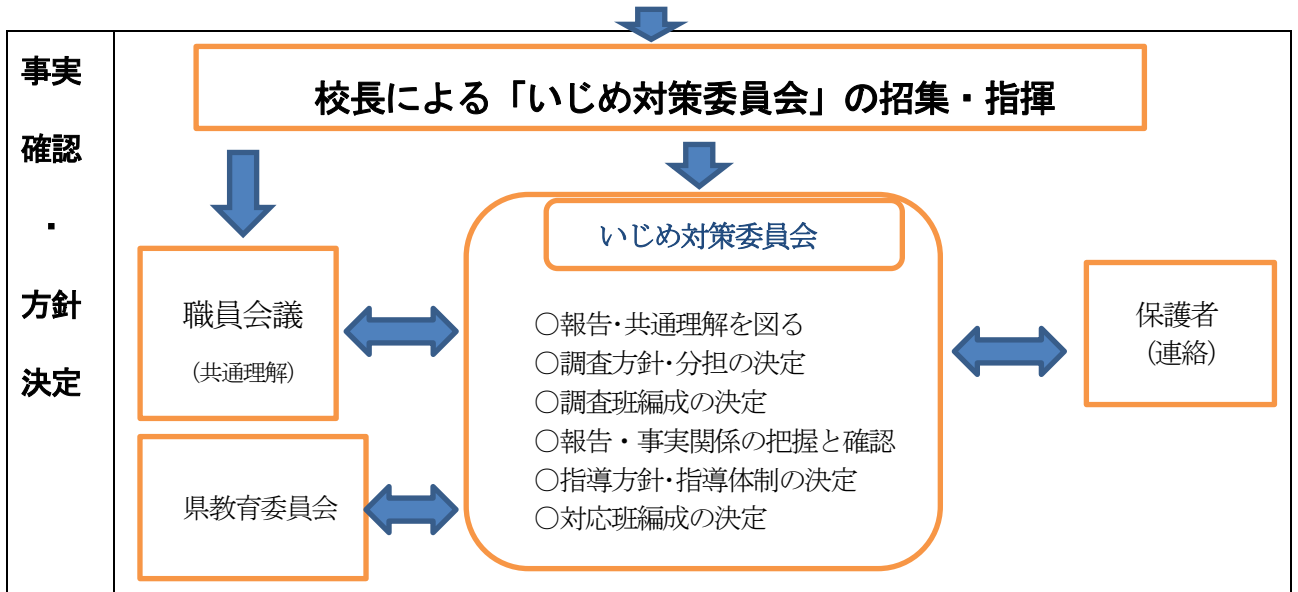 事実
確認
・
方針
決定
校長による「いじめ対策委員会」の招集・指揮
いじめ対策委員会
職員会議
（共通理解）
○報告・共通理解を図る
○調査方針・分担の決定
○調査班編成の決定
○報告・事実関係の把握と確認
○指導方針・指導体制の決定
○対応班編成の決定
保護者
（連絡）
県教育委員会